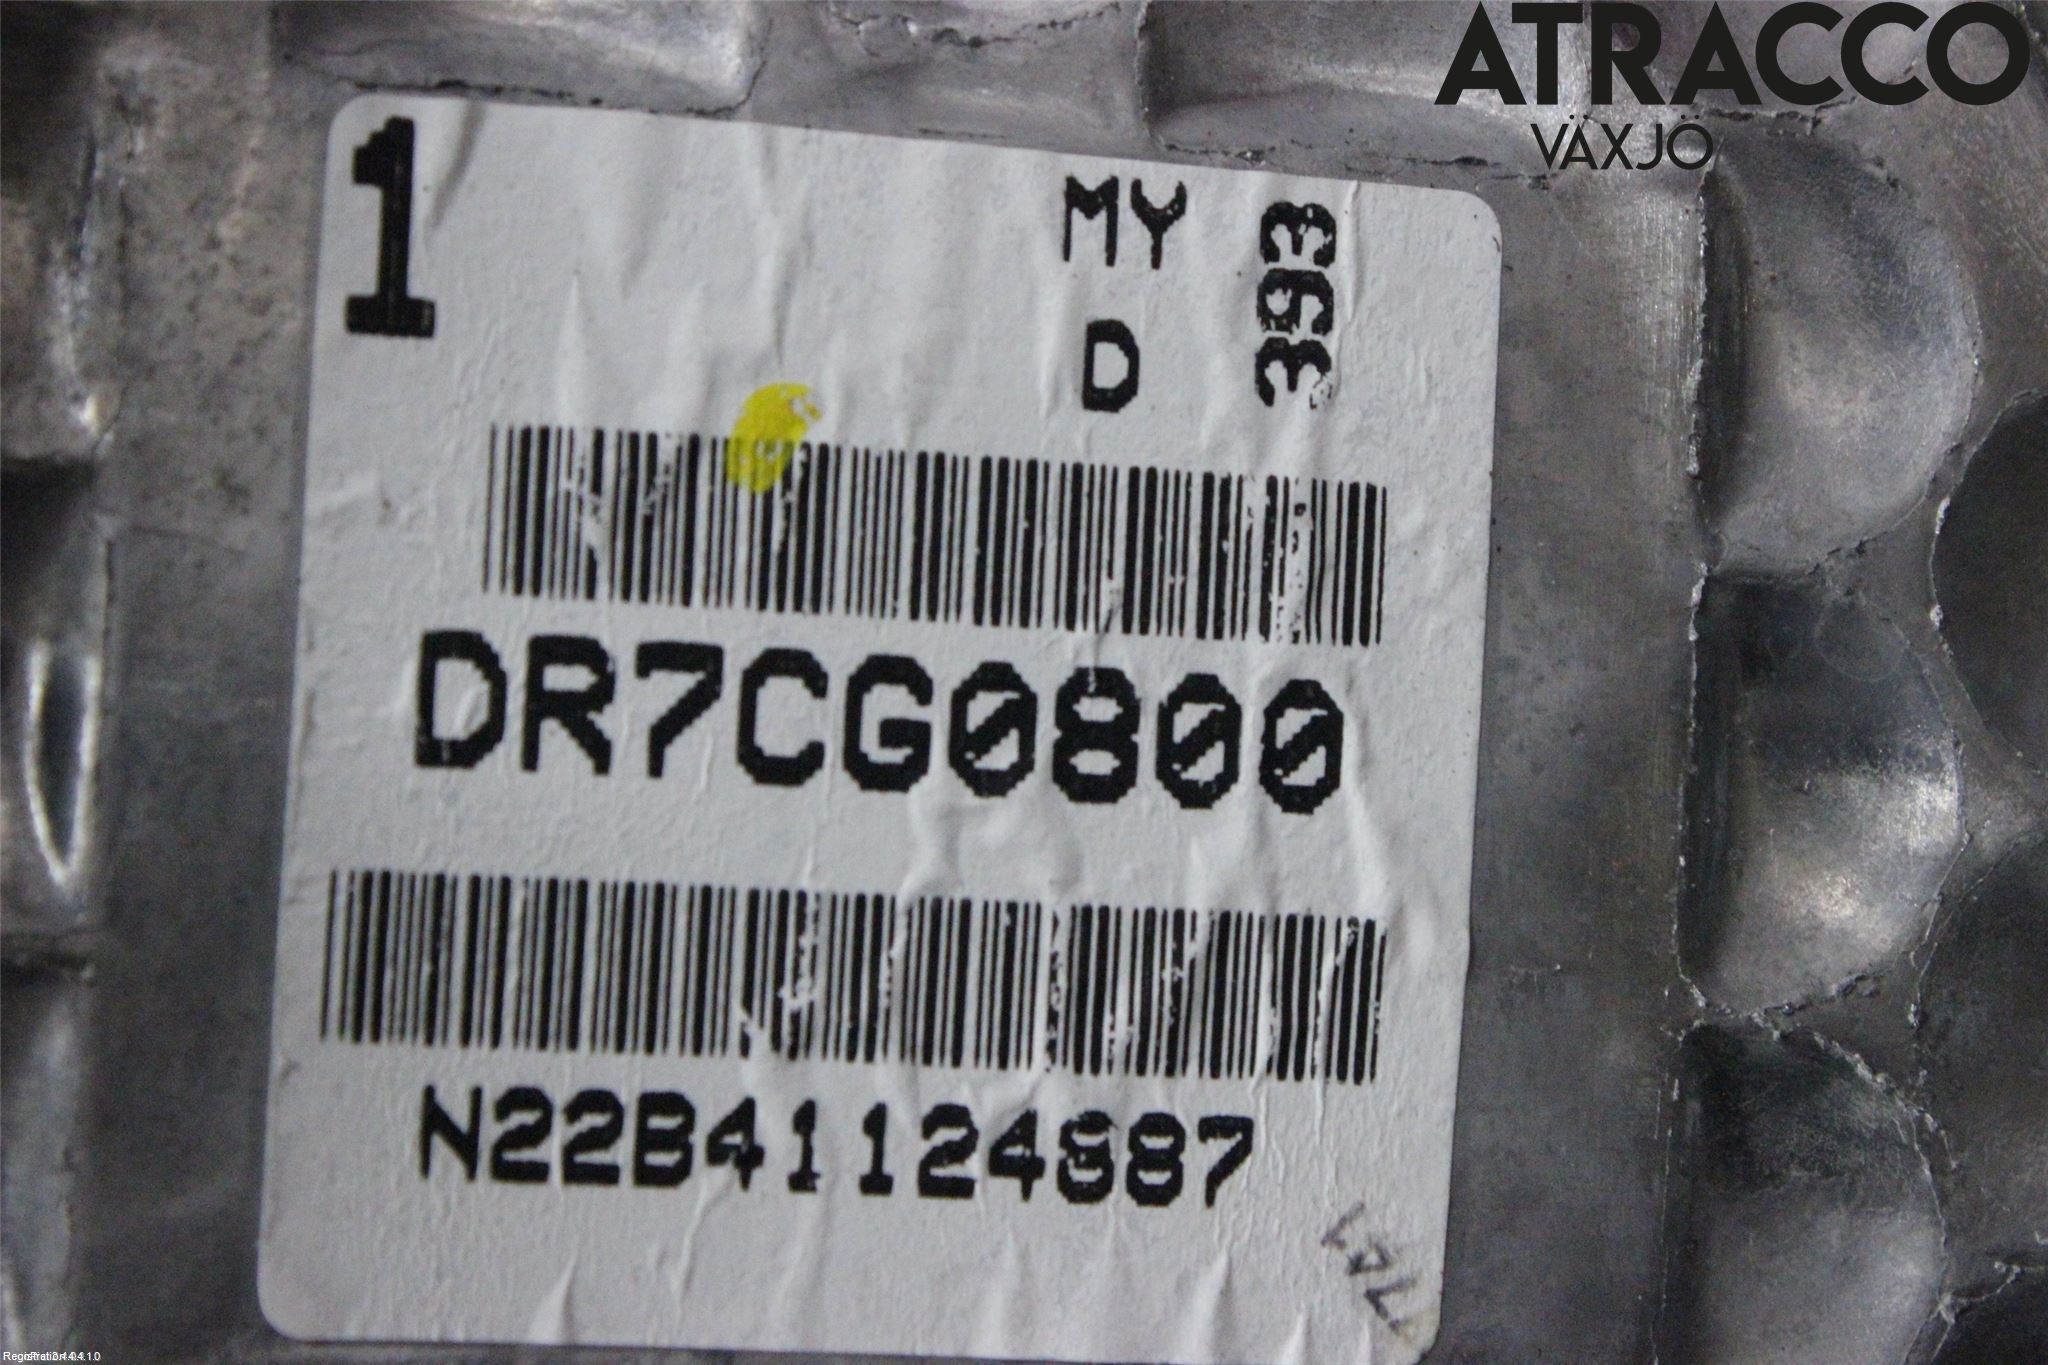 ATRACCO
VÄXJÖ
1
MY
D
393
DR7CG0800
N22B41124887